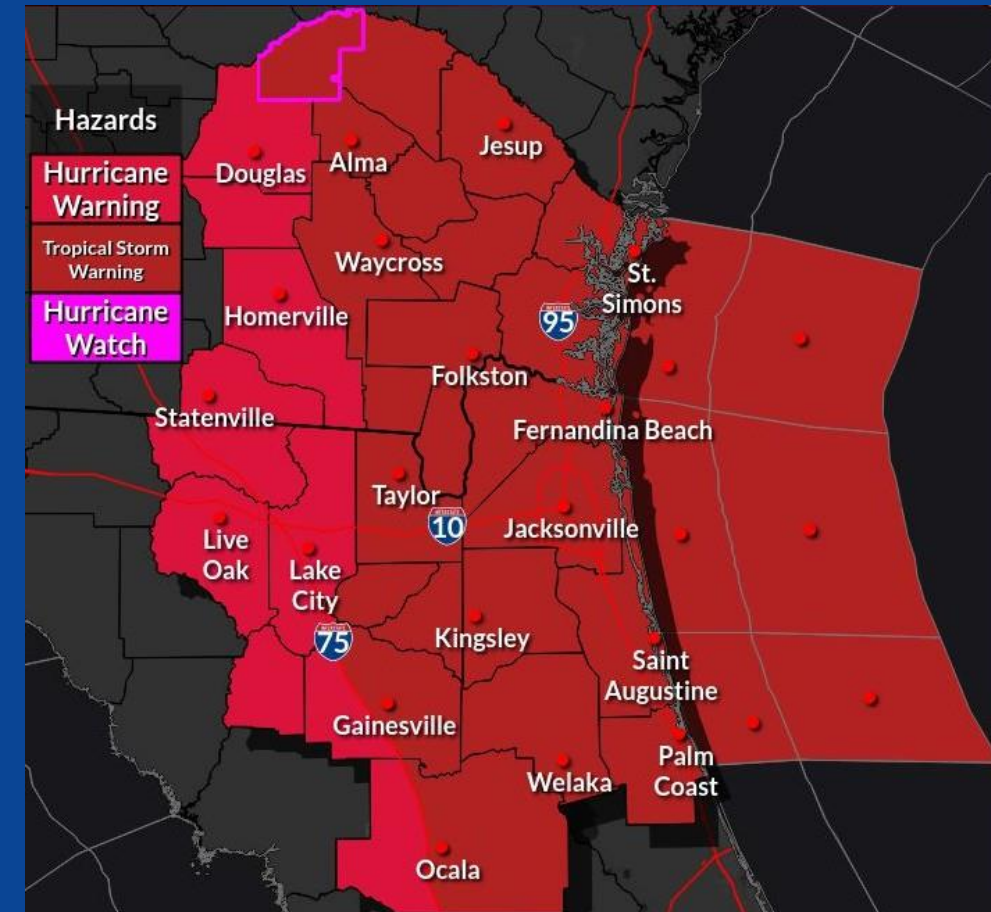 Hazards
Hurricane
Warning
Tropical Storm
Warning
Hurricane
Watch
Douglas
Alma
Jesup
Waycross
St.
Simons
Homerville
95
Folkston
Statenville
Fernandina Beach
Taylor
10
Jacksonville
Live
Oak
Lake
City
75
Kingsley
Saint
Augustine
Gainesville
Palm
Coast
Welaka
Ocala